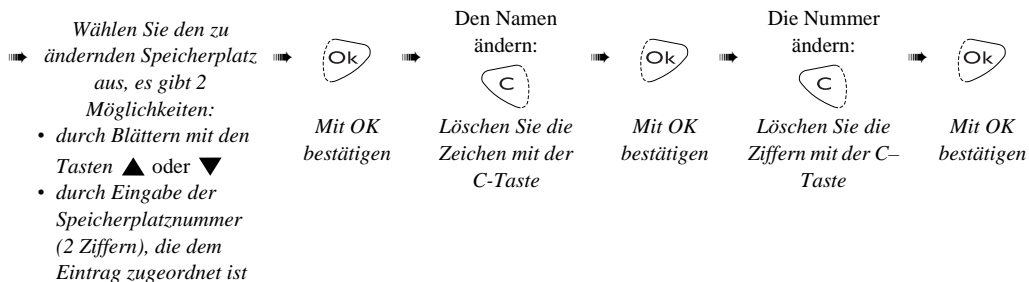 Wählen Sie den zu
ändernden Speicherplatz
aus, es gibt 2
Möglichkeiten:
• durch Blättern mit den
Tasten ▲ oder ▼
• durch Eingabe der
Speicherplatznummer
(2 Ziffern), die dem
Eintrag zugeordnet ist
Ok
Mit OK
bestätigen
Den Namen
ändern:
C
Löschen Sie die
Zeichen mit der
C-Taste
Ok
Mit OK
bestätigen
Die Nummer
ändern:
C
Löschen Sie die
Ziffern mit der C–
Taste
Ok
Mit OK
bestätigen